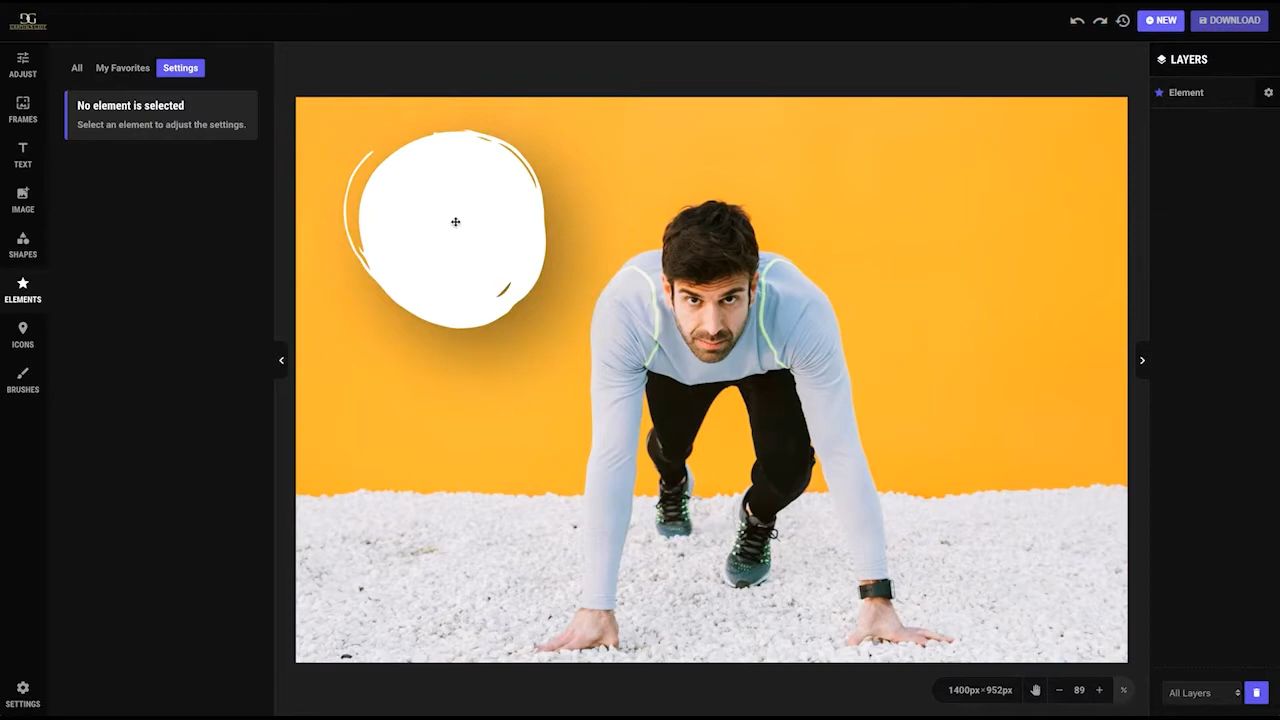 DG
NEW
DOWNLOAD
ADJUST
FRAMES
TEXT
IMAGE
SHAPES
ELEMENTS
ICONS
BRUSHES
SETTINGS
All
My Favorites
Settings
No element is selected
Select an element to adjust the settings.
LAYERS
Element
1400px×952px
89
%
All Layers